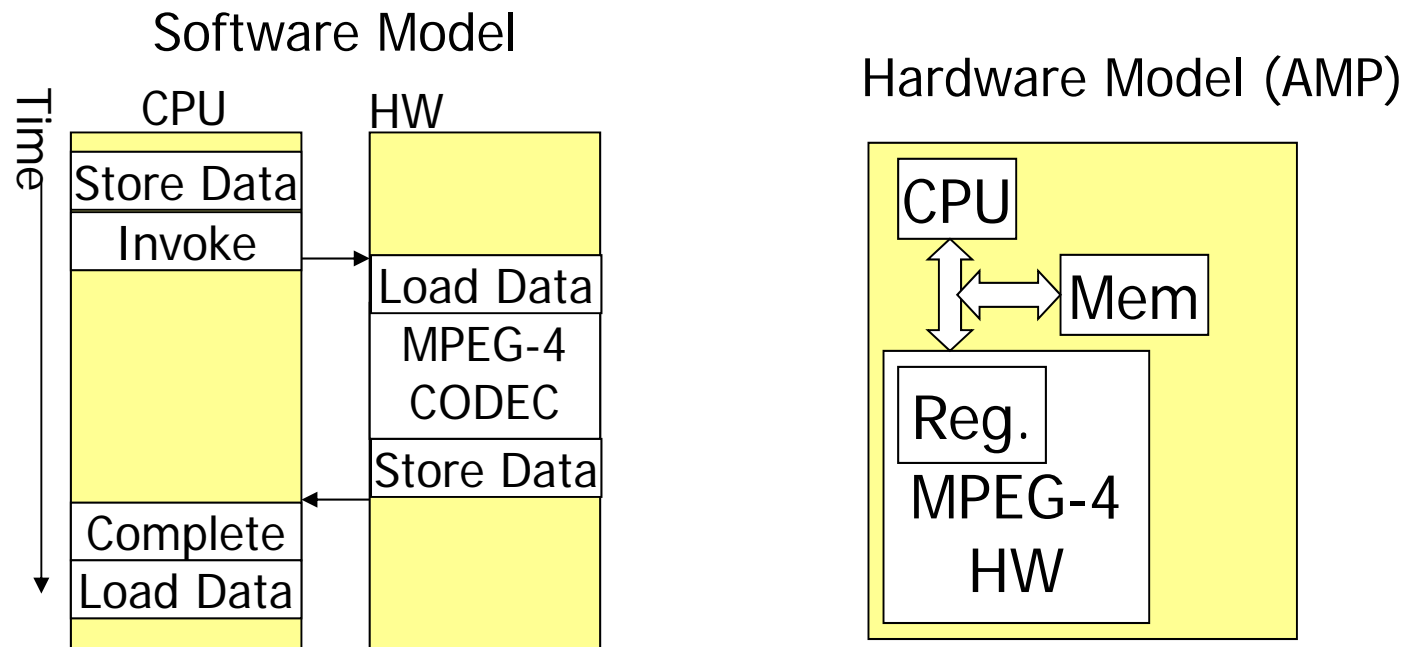 Software Model
Time
CPU
Store Data
Invoke
Complete
Load Data
HW
Load Data
MPEG-4
CODEC
Store Data
Hardware Model (AMP)
CPU
Mem
Reg.
MPEG-4
HW